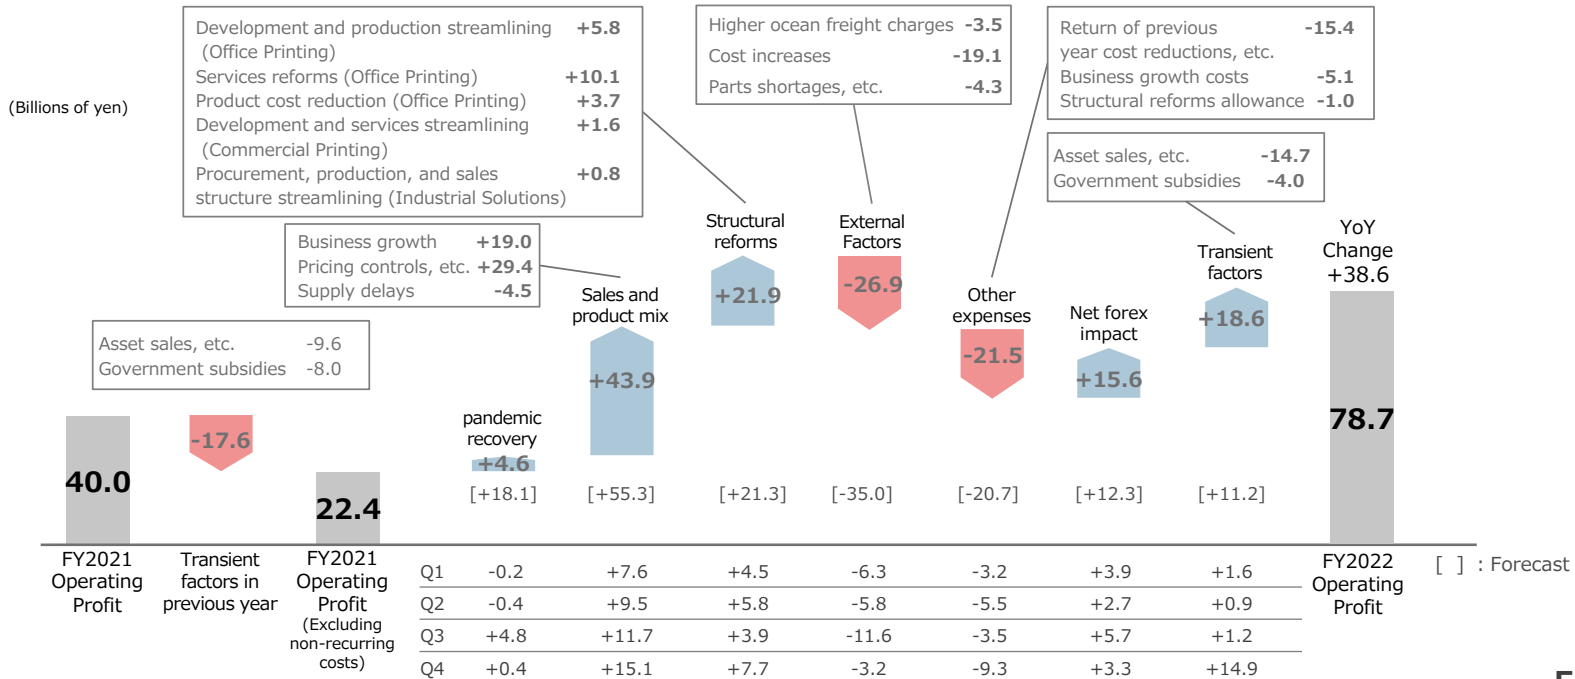 (Billions of yen)
Development and production streamlining +5.8
(Office Printing)
Services reforms (Office Printing) +10.1
Product cost reduction (Office Printing) +3.7
Development and services streamlining +1.6
(Commercial Printing)
Procurement, production, and sales +0.8
structure streamlining (Industrial Solutions)
Higher ocean freight charges -3.5
Cost increases -19.1
Parts shortages, etc. -4.3
Return of previous -15.4
year cost reductions, etc.
Business growth costs -5.1
Structural reforms allowance -1.0
Asset sales, etc. -14.7
Government subsidies -4.0
Business growth +19.0
Pricing controls, etc. +29.4
Supply delays -4.5
Asset sales, etc. -9.6
Government subsidies -8.0
40.0
-17.6
22.4
pandemic
recovery
+4.6
[+18.1]
Sales and
product mix
+43.9
[+55.3]
Structural
reforms
+21.9
[+21.3]
External
Factors
-26.9
[-35.0]
Other
expenses
-21.5
[-20.7]
Net forex
impact
+15.6
[+12.3]
Transient
factors
+18.6
[+11.2]
YoY
Change
+38.6
78.7
FY2021
Operating
Profit
Transient
factors in
previous year
FY2021
Operating
Profit
(Excluding
non-recurring
costs)
Q1 -0.2 +7.6 +4.5 -6.3 -3.2 +3.9 +1.6
Q2 -0.4 +9.5 +5.8 -5.8 -5.5 +2.7 +0.9
Q3 +4.8 +11.7 +3.9 -11.6 -3.5 +5.7 +1.2
Q4 +0.4 +15.1 +7.7 -3.2 -9.3 +3.3 +14.9
FY2022
Operating
Profit
[ ] : Forecast